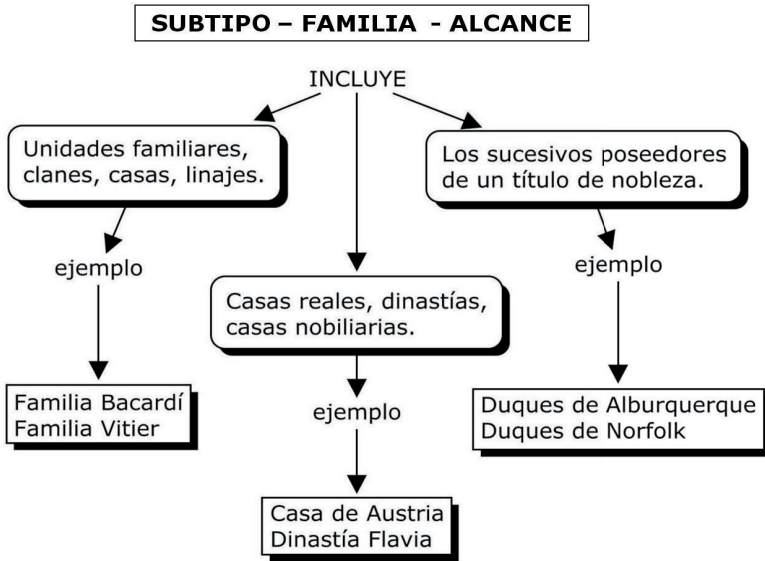 SUBTIPO – FAMILIA - ALCANCE
INCLUYE
Unidades familiares,
clanes, casas, linajes.
ejemplo
Familia Bacardí
Familia Vitier
Casas reales, dinastías,
casas nobiliarias.
ejemplo
Casa de Austria
Dinastía Flavia
Los sucesivos poseedores
de un título de nobleza.
ejemplo
Duques de Alburquerque
Duques de Norfolk